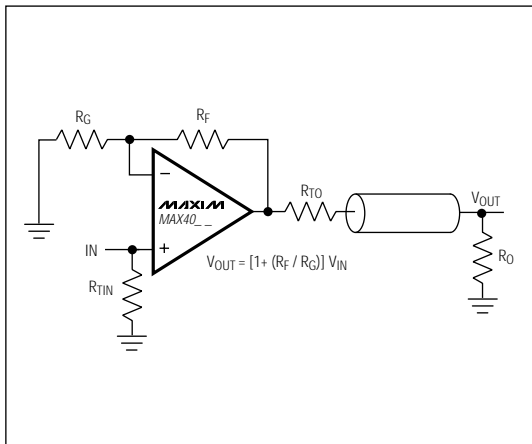 RG
RF
MAXIM
MAX40_ _
RTO
VOUT
IN
VOUT = [1+ (RF / RG)] VIN
RTIN
RO
−
+